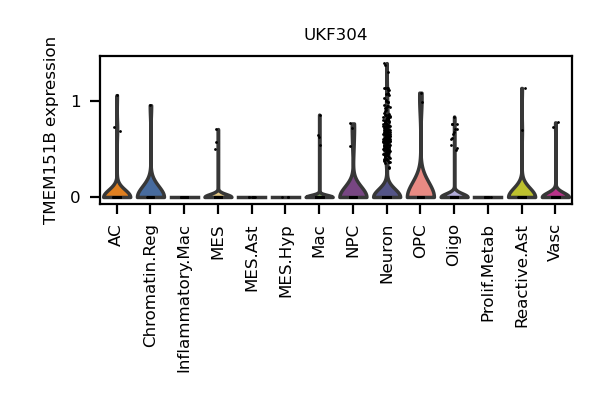 UKF304
TMEM151B expression
1
0
AC
Chromatin.Reg
Inflammatory.Mac
MES
MES.Ast
MES.Hyp
Mac
NPC
Neuron
OPC
Oligo
Prolif.Metab
Reactive.Ast
Vasc